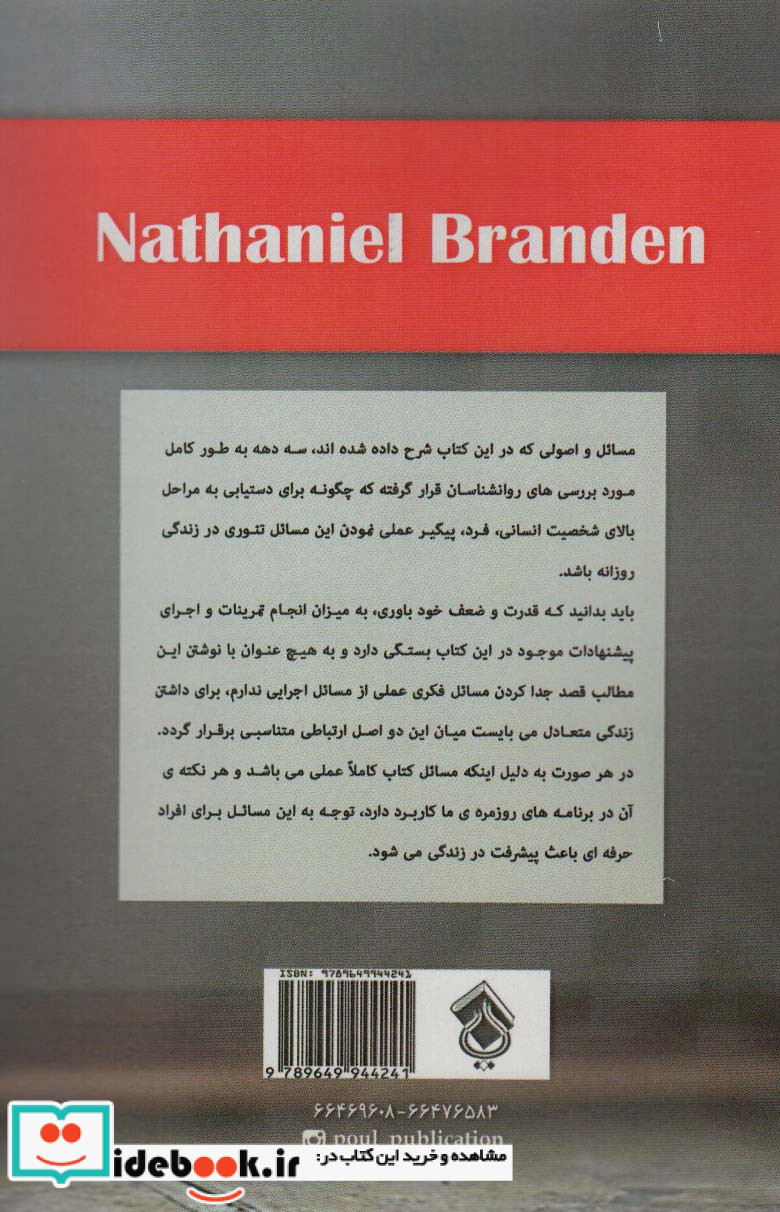 Nathaniel Branden
مسائل و اصولی که در این کتاب شرح داده شده اند، سه دهه به طور کامل
مورد بررسی های روانشناسان قرار گرفته که چگونه برای دستیابی به مراحل
بالای شخصیت انسانی، فرد، پیگیر عملی نمودن این مسائل تئوری در زندگی
روزانه باشد.
باید بدانید که قدرت و ضعف خود باوری، به میزان انجام تمرینات و اجرای
پیشنهادات موجود در این کتاب بستگی دارد و به هیچ عنوان با نوشتن این
مطالب قصد جدا کردن مسائل فکری عملی از مسائل اجرایی ندارم، برای داشتن
زندگی متعادل می بایست میان این دو اصل ارتباطی متناسبی برقرار گردد.
در هر صورت به دلیل اینکه مسائل کتاب کاملاً عملی می باشد و هر نکته ی
آن در برنامه های روزمره ی ما کاربرد دارد، توجه به این مسائل برای افراد
حرفه ای باعث پیشرفت در زندگی می شود.
ISBN: 9789649944241
9 789649 944241
۶۶۴۶۹۶۰۸-۶۶۴۷۶۵۸۳
poul_publication
مشاهده و خرید این کتاب در:
idebook.ir